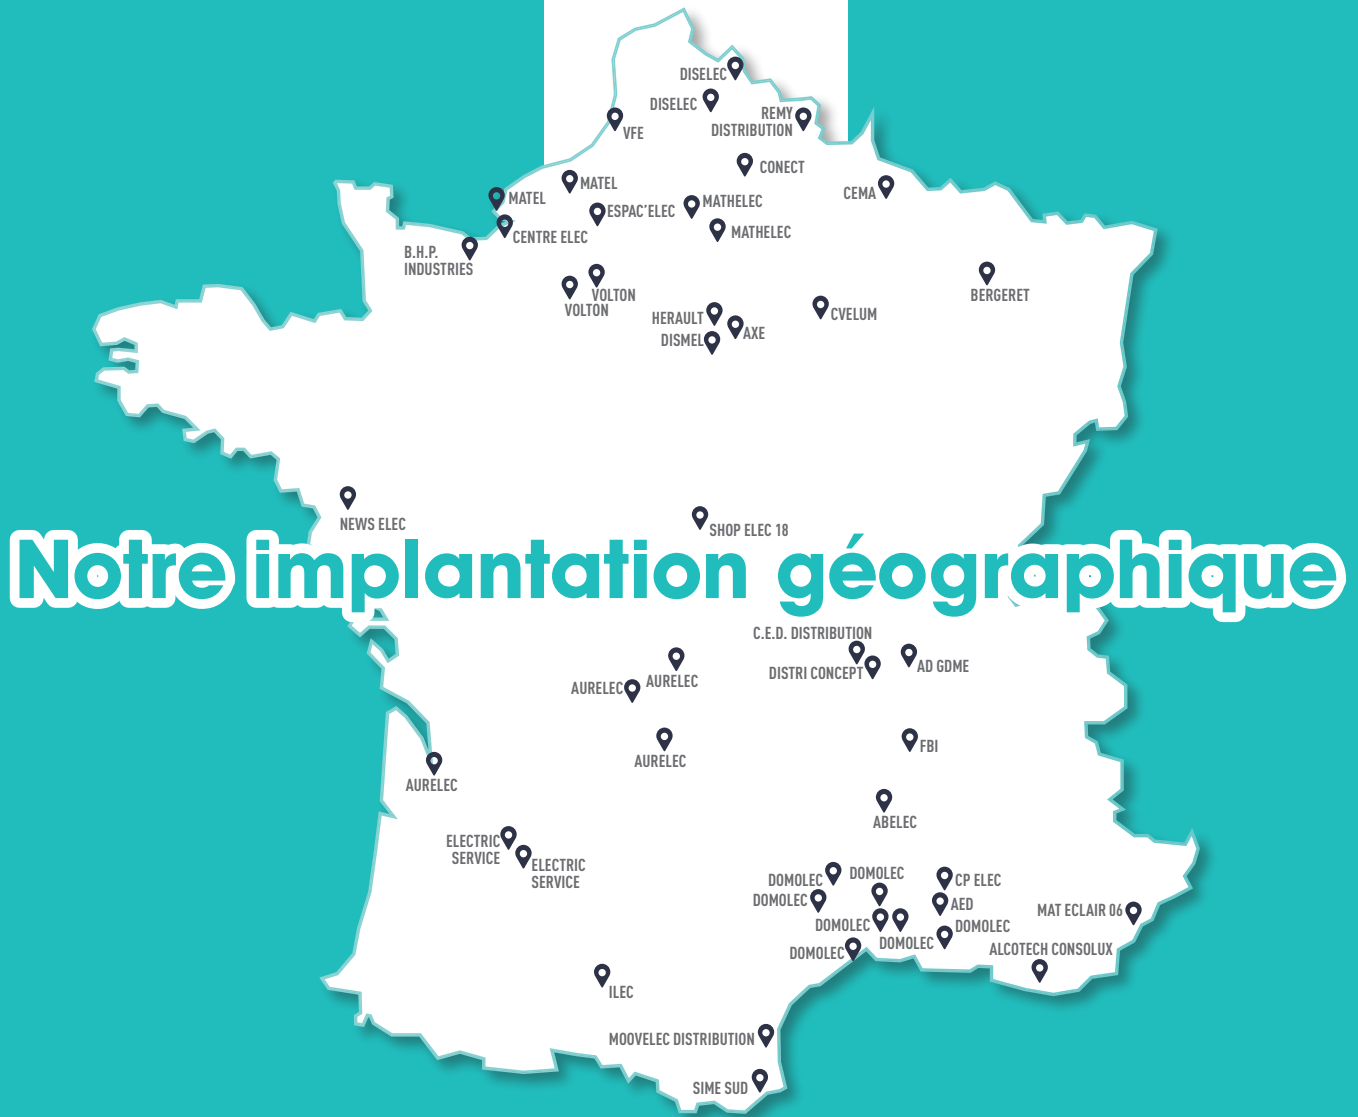 DISELEC
DISELEC
REMY
DISTRIBUTION
VFE
CONECT
MATEL
CEMA
MATEL
MATHELEC
ESPAC'ELEC
MATHELEC
CENTRE ELEC
B.H.P.
INDUSTRIES
BERGERET
VOLTON
VOLTON
HERAULT
CVELUM
AXE
DISMEL
NEWS ELEC
SHOP ELEC 18
Notre implantation géographique
C.E.D. DISTRIBUTION
AD GDME
DISTRI CONCEPT
AURELEC
AURELEC
FBI
AURELEC
AURELEC
ABELEC
ELECTRIC
SERVICE
ELECTRIC
SERVICE
DOMOLEC
DOMOLEC
CP ELEC
DOMOLEC
AED
MAT ECLAIR 06
DOMOLEC
DOMOLEC
DOMOLEC
ALCOTECH CONSOLUX
DOMOLEC
ILEC
MOOVELEC DISTRIBUTION
SIME SUD